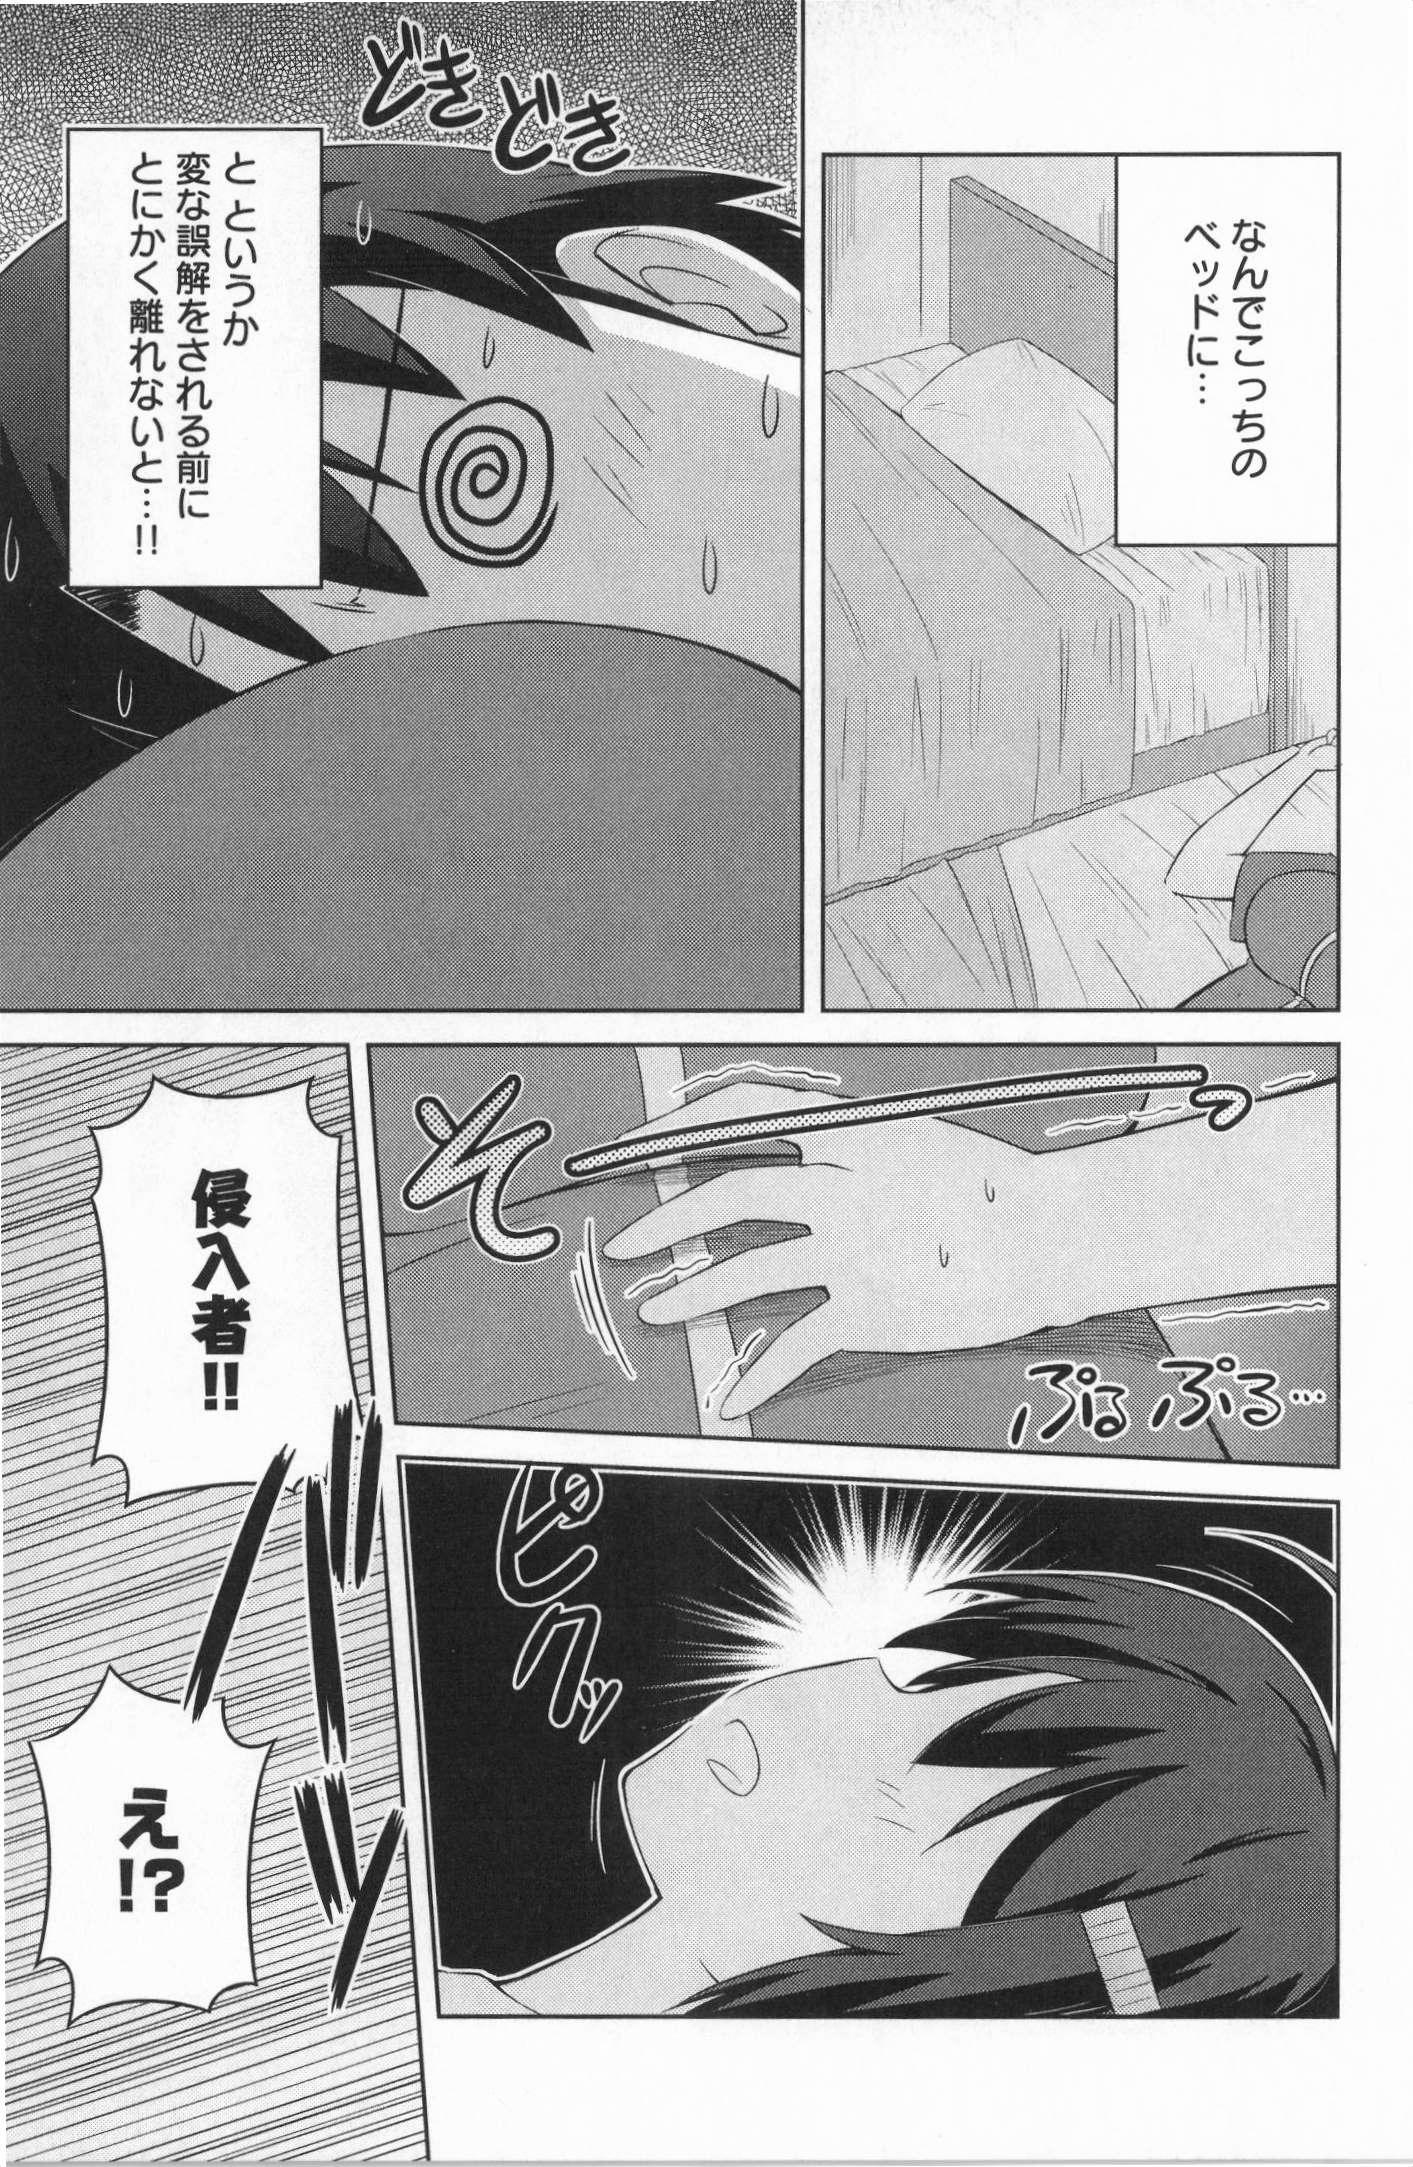 なんでこっちの
ベッドに…
どきどき
と というか
変な誤解をされる前に
とにかく離れないと…!!
そ〜っ
ぷるぷる…
ピクッ
侵入者!!
え!?